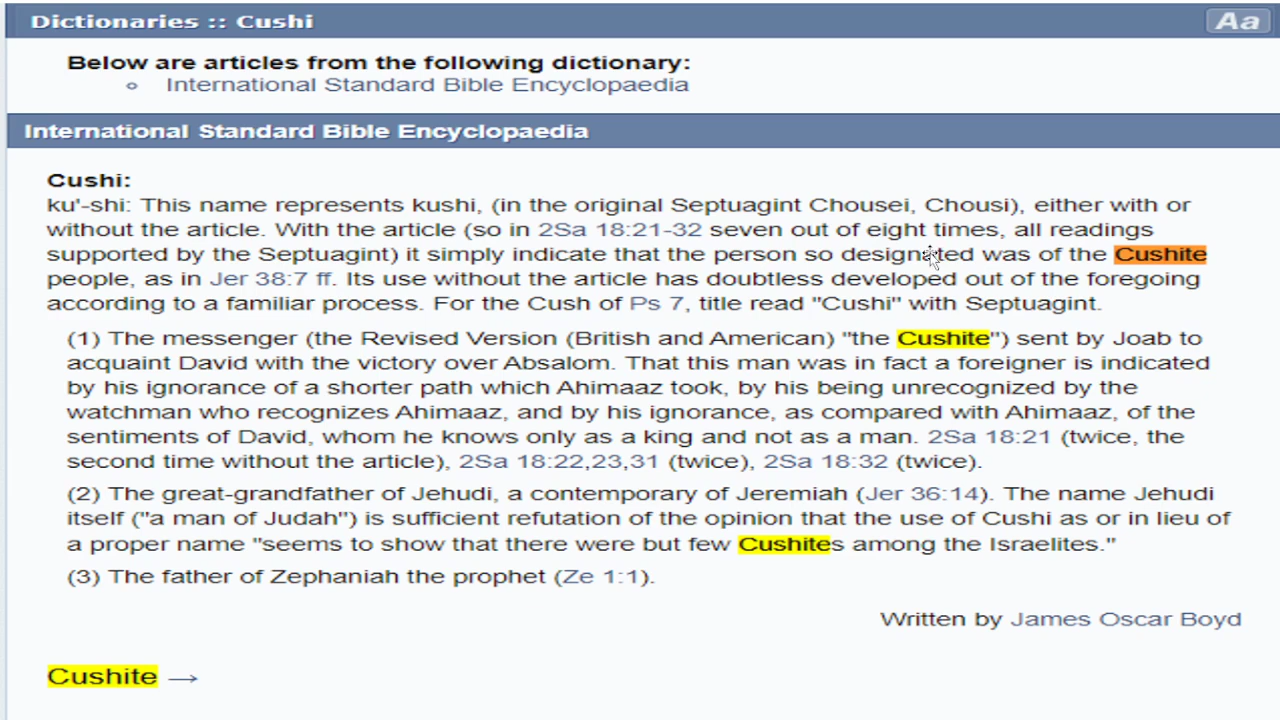 Dictionaries :: Cushi
Aa
Below are articles from the following dictionary:
International Standard Bible Encyclopaedia
International Standard Bible Encyclopaedia
Cushi:
ku'-shi: This name represents kushi, (in the original Septuagint Chousei, Chousi), either with or
without the article. With the article (so in 2Sa 18:21-32 seven out of eight times, all readings
supported by the Septuagint) it simply indicate that the person so designated was of the Cushite
people, as in Jer 38:7 ff. Its use without the article has doubtless developed out of the foregoing
according to a familiar process. For the Cush of Ps 7, title read "Cushi" with Septuagint.
(1) The messenger (the Revised Version (British and American) "the Cushite") sent by Joab to
acquaint David with the victory over Absalom. That this man was in fact a foreigner is indicated
by his ignorance of a shorter path which Ahimaaz took, by his being unrecognized by the
watchman who recognizes Ahimaaz, and by his ignorance, as compared with Ahimaaz, of the
sentiments of David, whom he knows only as a king and not as a man. 2Sa 18:21 (twice, the
second time without the article), 2Sa 18:22,23,31 (twice), 2Sa 18:32 (twice).
(2) The great-grandfather of Jehudi, a contemporary of Jeremiah (Jer 36:14). The name Jehudi
itself ("a man of Judah") is sufficient refutation of the opinion that the use of Cushi as or in lieu of
a proper name "seems to show that there were but few Cushites among the Israelites."
(3) The father of Zephaniah the prophet (Ze 1:1).
Written by James Oscar Boyd
Cushite →